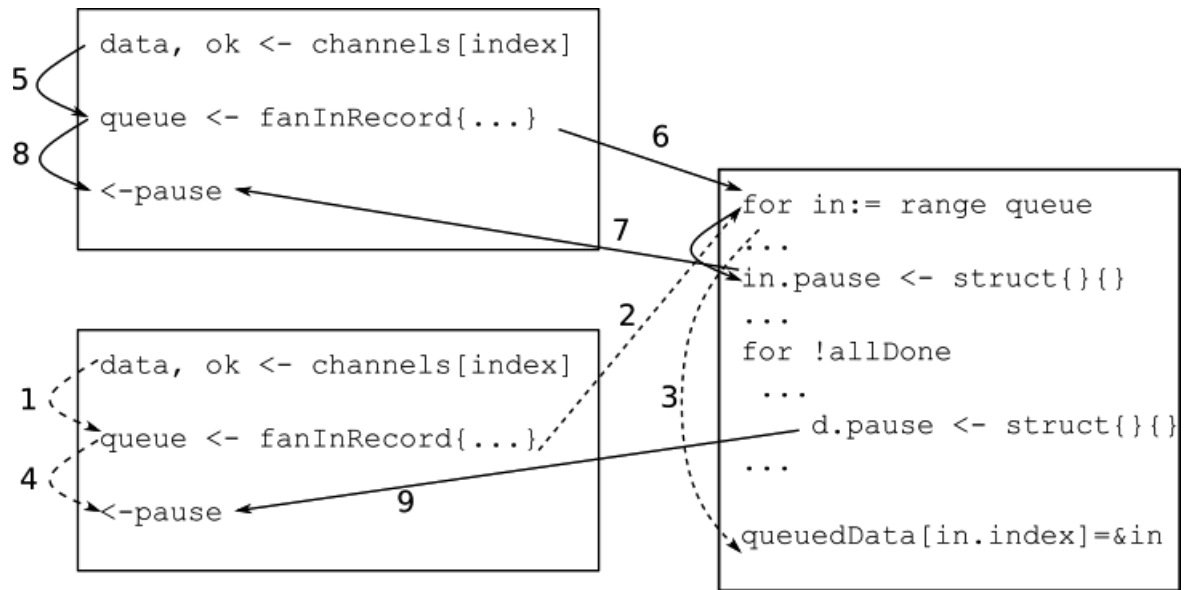 data, ok <- channels[index]
5
queue <- fanInRecord{...}
8
<-pause
6
7
for in:= range queue
...
in.pause <- struct{}{}
...
for !allDone
...
d.pause <- struct{}{}
...
queuedData[in.index]=&in
2
3
data, ok <- channels[index]
1
queue <- fanInRecord{...}
4
<-pause
9